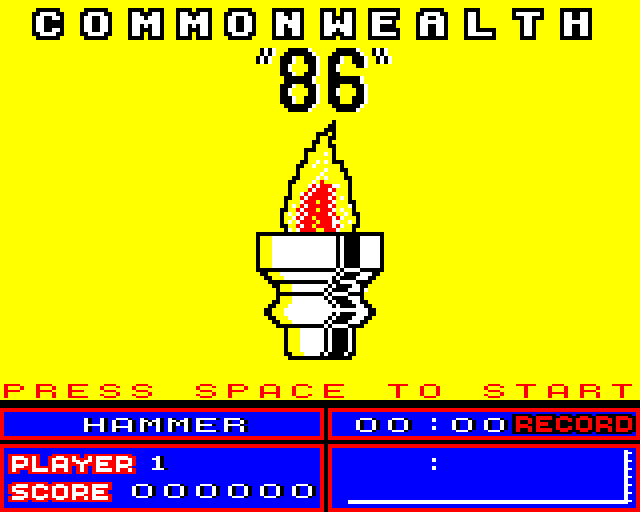 COMMONWEALTH
"86"
PRESS SPACE TO START
HAMMER
00:00 RECORD
PLAYER 1
:
SCORE 000000